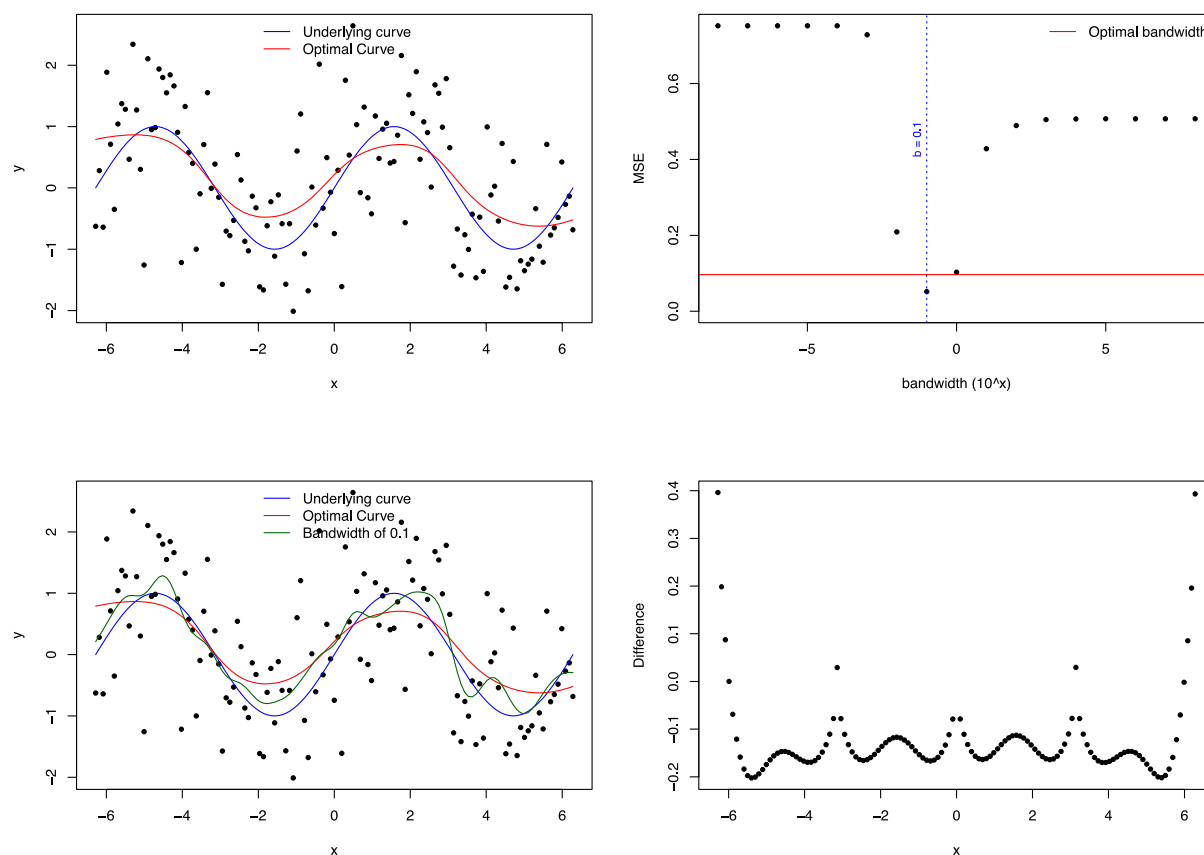 Underlying curve
Optimal Curve
y
2
1
0
−1
−2
−6 −4 −2 0 2 4 6
x
Optimal bandwidth
b = 0.1
MSE
0.6
0.4
0.2
0.0
−5 0 5
bandwidth (10^x)
Underlying curve
Optimal Curve
Bandwidth of 0.1
y
2
1
0
−1
−2
−6 −4 −2 0 2 4 6
x
Difference
0.4
0.3
0.2
0.1
−0.1
−0.2
−6 −4 −2 0 2 4 6
x